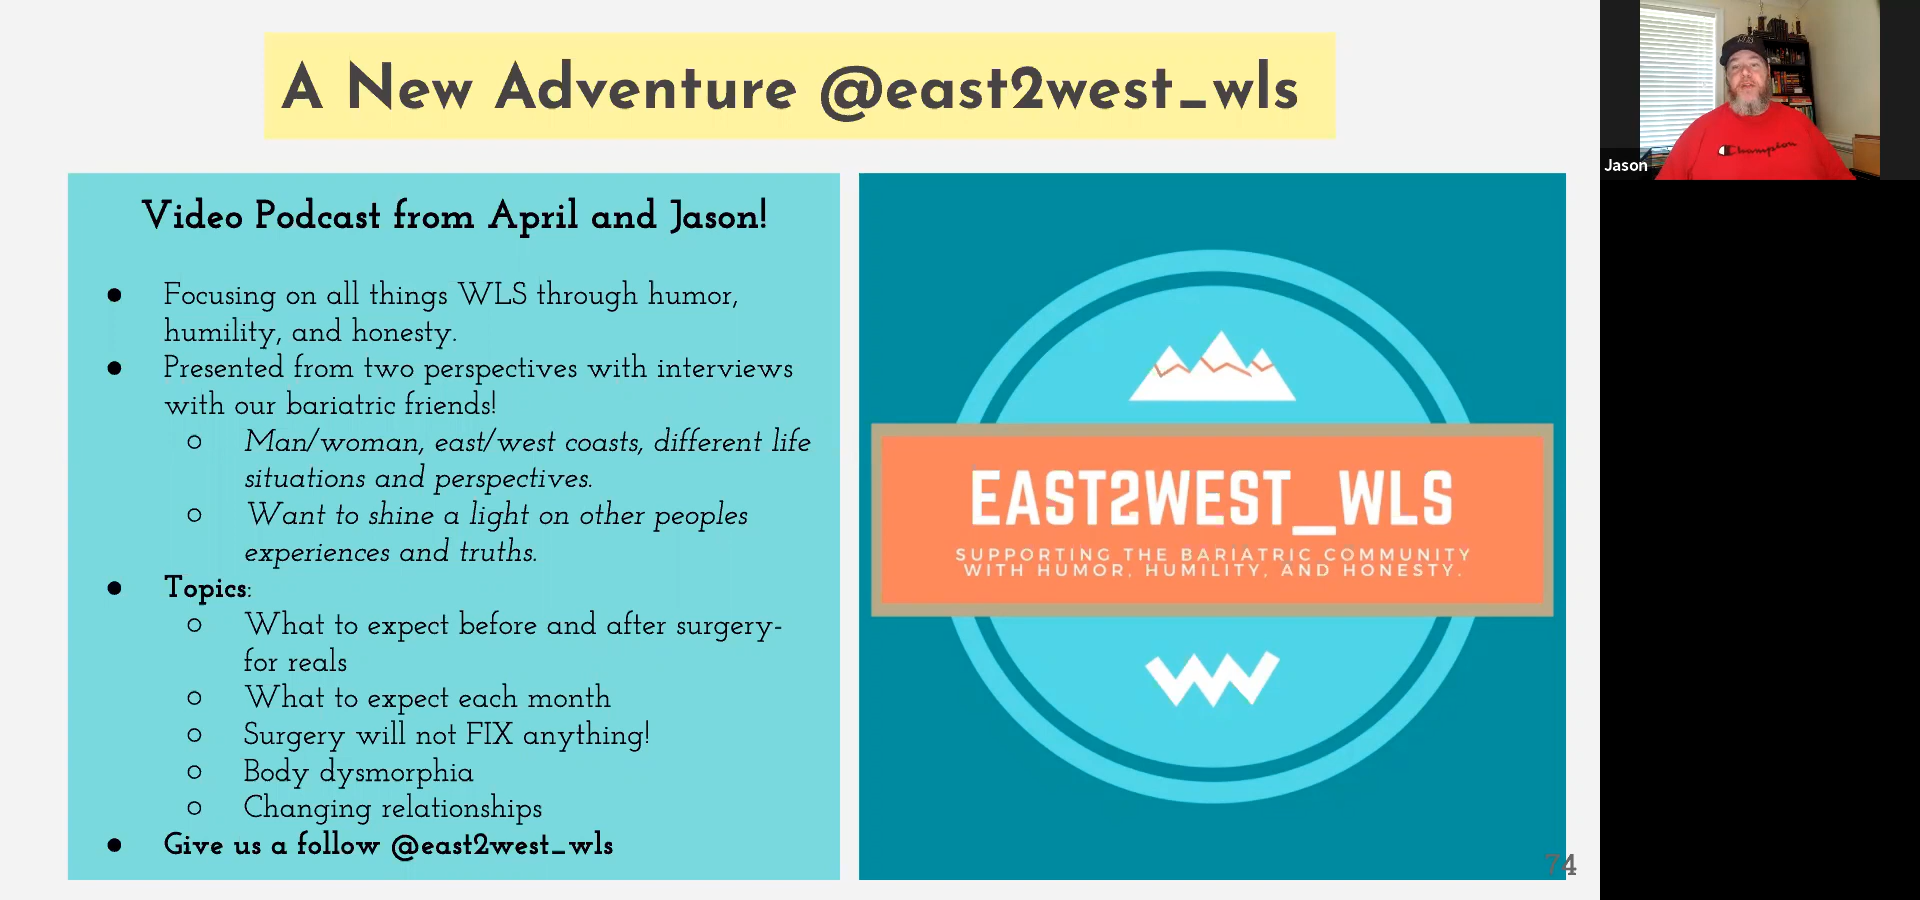 A New Adventure @east2west_wls
Video Podcast from April and Jason!
● Focusing on all things WLS through humor,
humility, and honesty.
● Presented from two perspectives with interviews
with our bariatric friends!
○ Man/woman, east/west coasts, different life
situations and perspectives.
○ Want to shine a light on other peoples
experiences and truths.
● Topics:
○ What to expect before and after surgery-
for reals
○ What to expect each month
○ Surgery will not FIX anything!
○ Body dysmorphia
○ Changing relationships
● Give us a follow @east2west_wls
EAST2WEST_WLS
SUPPORTING THE BARIATRIC COMMUNITY
WITH HUMOR, HUMILITY, AND HONESTY.
74
Champion
Jason